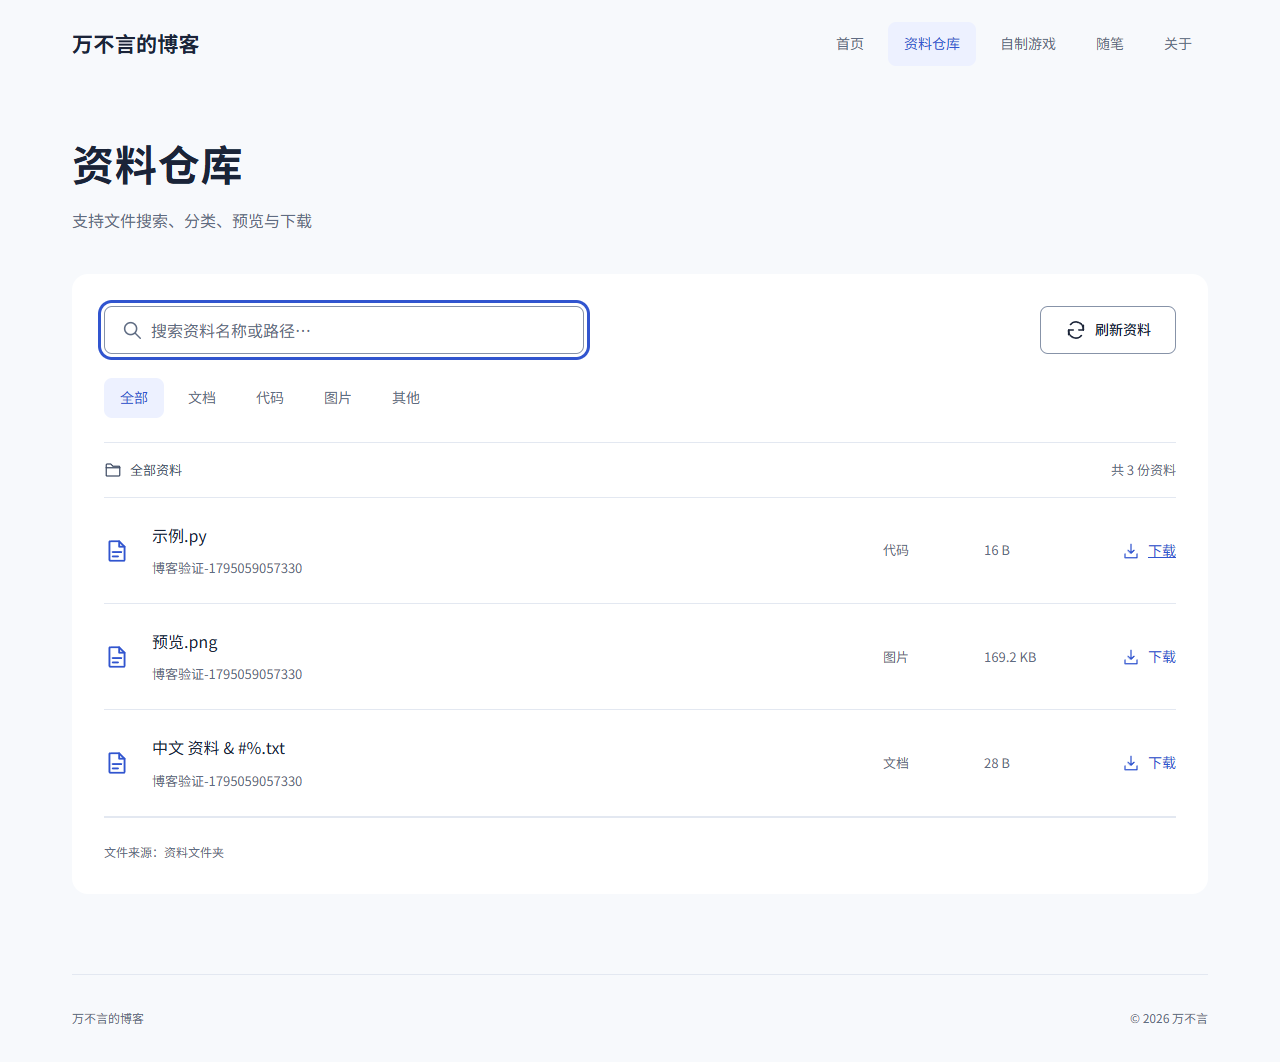 万不言的博客
首页 资料仓库 自制游戏 随笔 关于
资料仓库
支持文件搜索、分类、预览与下载
搜索资料名称或路径…
刷新资料
全部 文档 代码 图片 其他
全部资料 共 3 份资料
示例.py
博客验证-1795059057330
代码 16 B 下载
预览.png
博客验证-1795059057330
图片 169.2 KB 下载
中文 资料 & #%.txt
博客验证-1795059057330
文档 28 B 下载
文件来源：资料文件夹
万不言的博客 © 2026 万不言